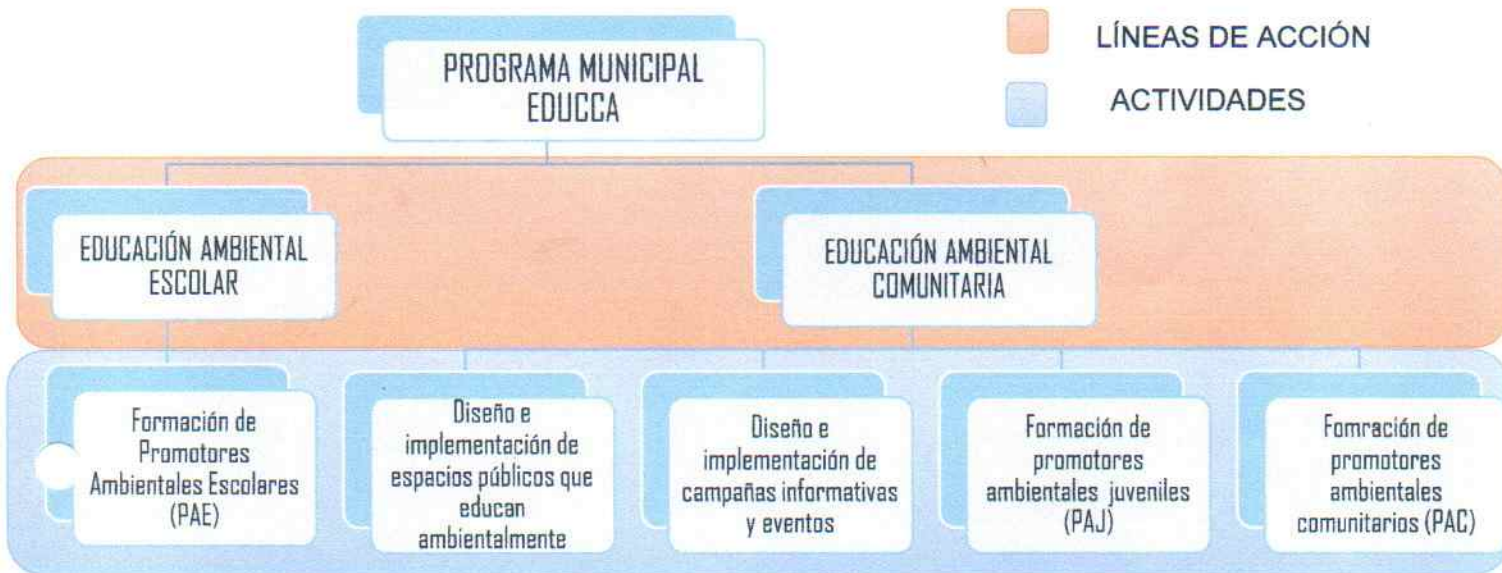 PROGRAMA MUNICIPAL
EDUCCA
LÍNEAS DE ACCIÓN
ACTIVIDADES
EDUCACIÓN AMBIENTAL
ESCOLAR
EDUCACIÓN AMBIENTAL
COMUNITARIA
Formación de
Promotores
Ambientales Escolares
(PAE)
Diseño e
implementación de
espacios públicos que
educan
ambientalmente
Diseño e
implementación de
campañas informativas
y eventos
Formación de
promotores
ambientales juveniles
(PAJ)
Fomración de
promotores
ambientales
comunitarios (PAC)